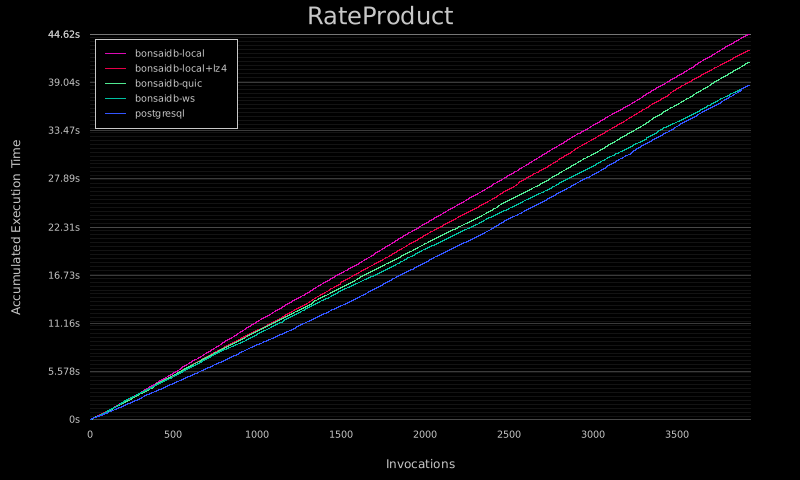 RateProduct
44.62s
39.04s
33.47s
27.89s
22.31s
16.73s
11.16s
5.578s
0s
Accumulated Execution Time
bonsaidb-local
bonsaidb-local+lz4
bonsaidb-quic
bonsaidb-ws
postgresql
0 500 1000 1500 2000 2500 3000 3500
Invocations